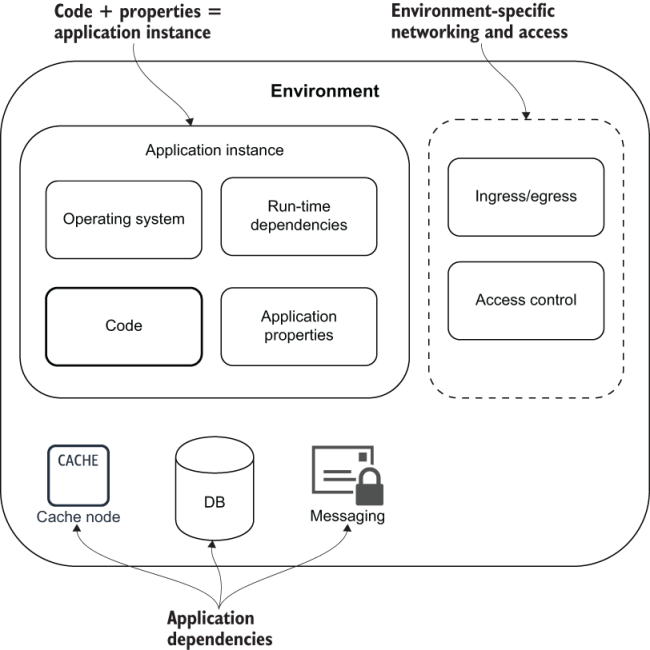 Code + properties =
application instance
Environment-specific
networking and access
Environment
Application instance
Operating system
Run-time
dependencies
Code
Application
properties
Ingress/egress
Access control
CACHE
Cache node
DB
Messaging
Application
dependencies